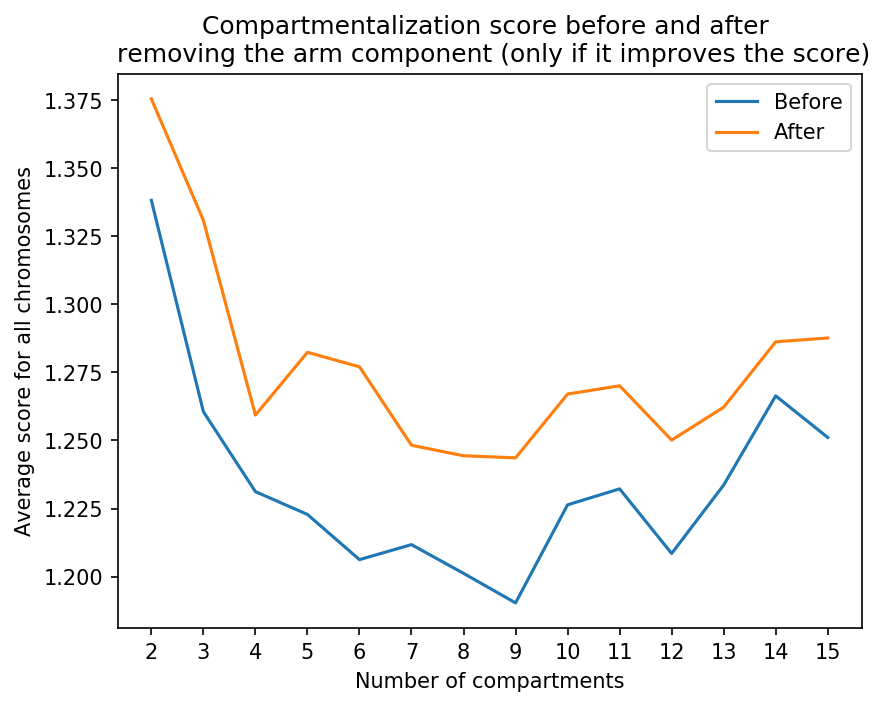 Compartmentalization score before and after
removing the arm component (only if it improves the score)
Before
After
Average score for all chromosomes
1.375
1.350
1.325
1.300
1.275
1.250
1.225
1.200
2 3 4 5 6 7 8 9 10 11 12 13 14 15
Number of compartments